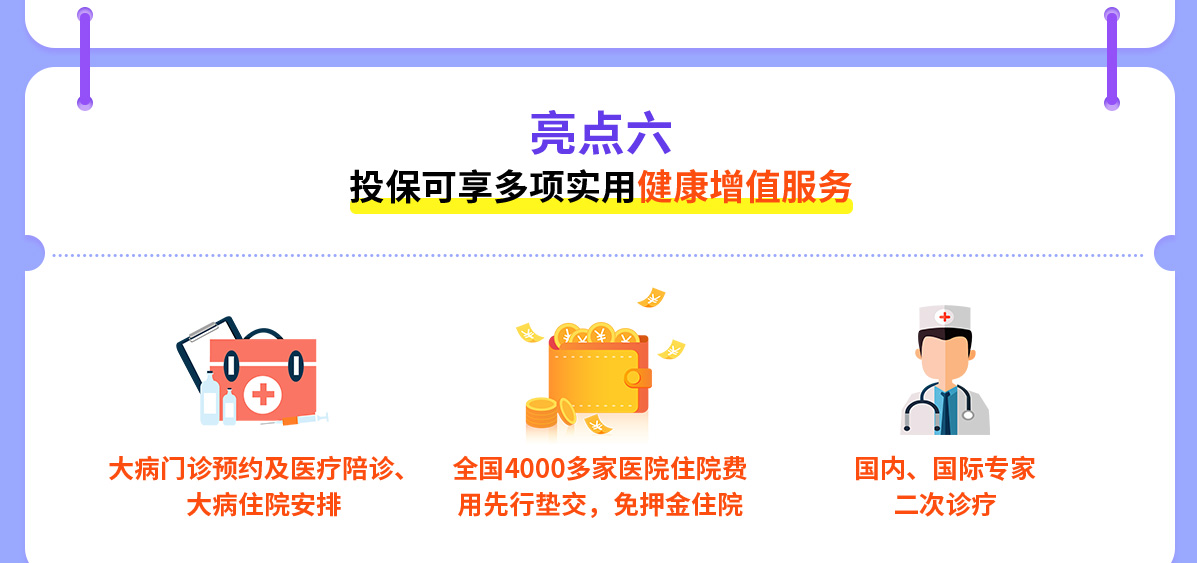 亮点六
投保可享多项实用健康增值服务
大病门诊预约及医疗陪诊、
大病住院安排
全国4000多家医院住院费
用先行垫交，免押金住院
国内、国际专家
二次诊疗